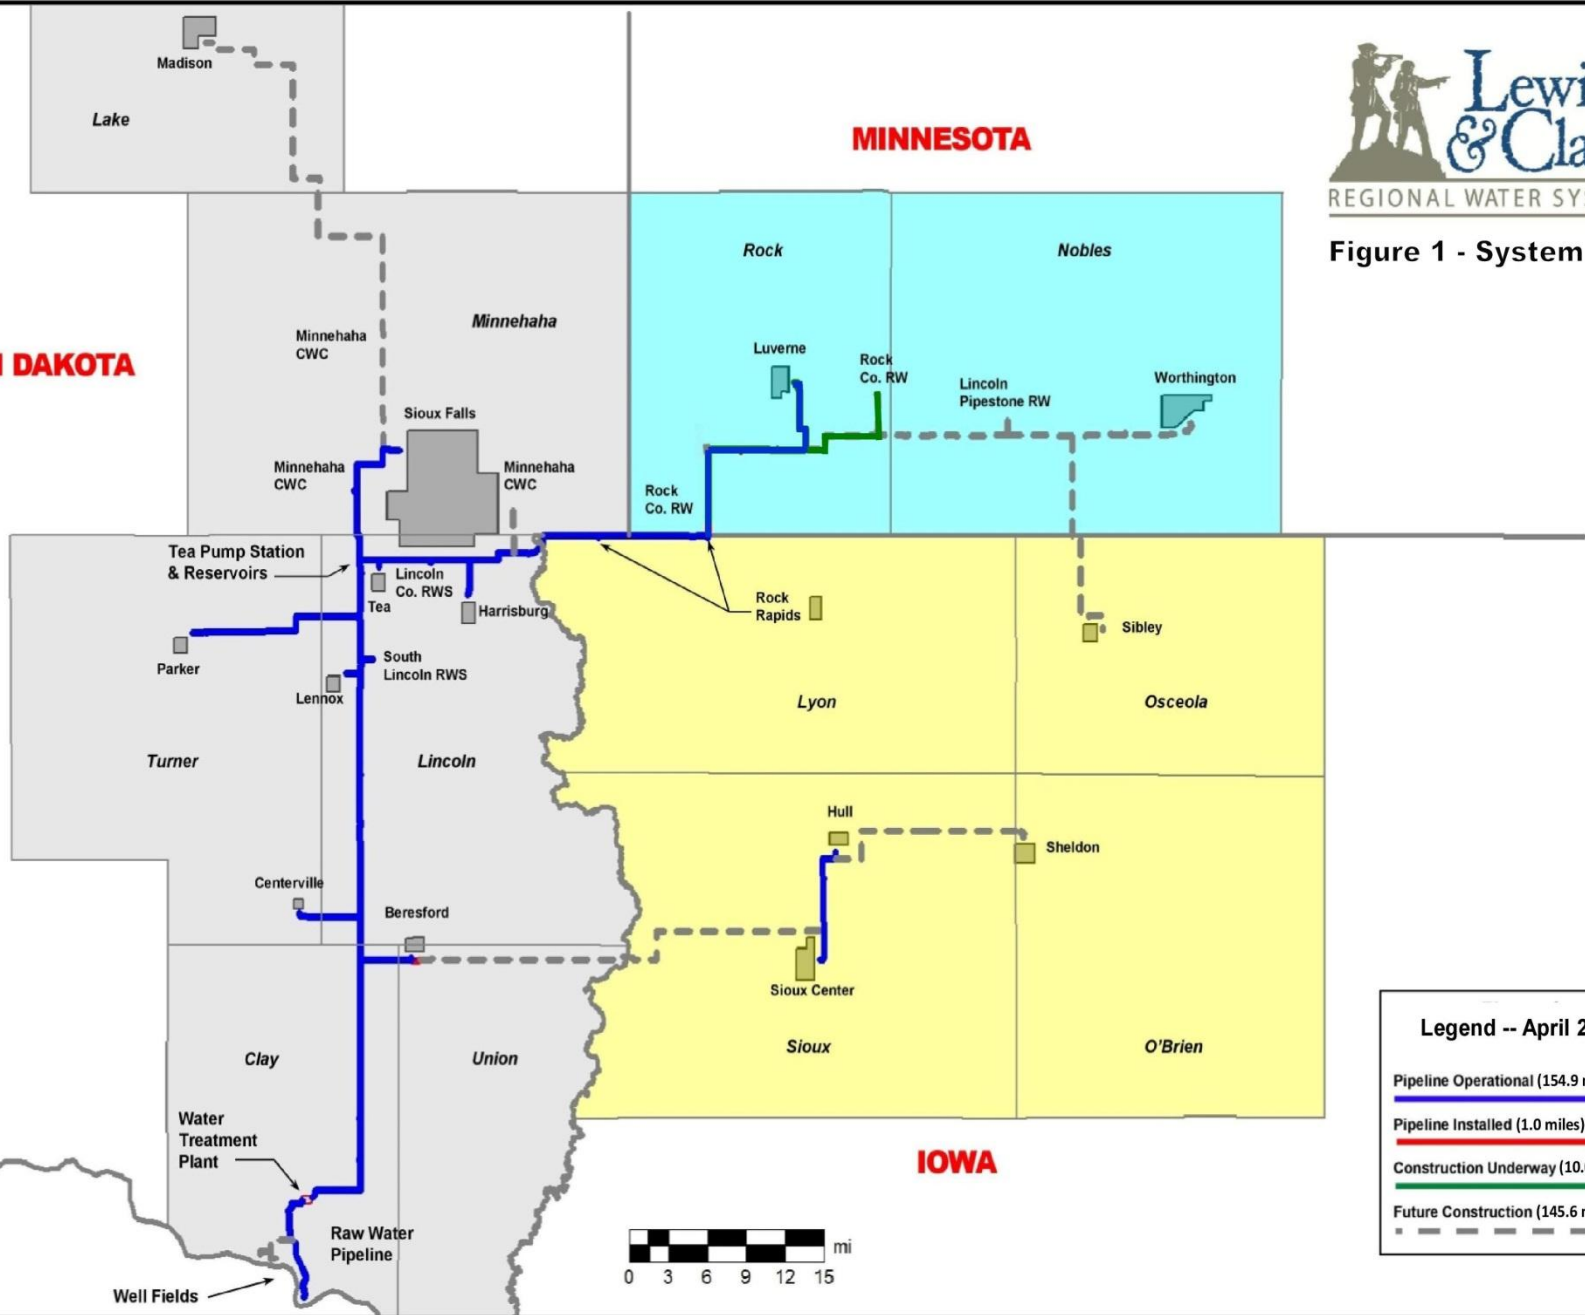 Madison
Lake
MINNESOTA
Lewi
& Cla
REGIONAL WATER SY
Figure 1 - System
Rock
Nobles
Minnehaha
Minnehaha
CWC
DAKOTA
Luverne
Rock
Co. RW
Lincoln
Pipestone RW
Worthington
Sioux Falls
Minnehaha
CWC
Minnehaha
CWC
Rock
Co. RW
Tea Pump Station
& Reservoirs
Lincoln
Co. RWS
Tea
Harrisburg
Rock
Rapids
Sibley
Parker
South
Lincoln RWS
Lennox
Lyon
Osceola
Turner
Lincoln
Hull
Sheldon
Centerville
Beresford
Sioux Center
Clay
Union
Sioux
O'Brien
Legend -- April 2
Pipeline Operational (154.9
Pipeline Installed (1.0 miles)
Construction Underway (10.
Future Construction (145.6
Water
Treatment
Plant
IOWA
Raw Water
Pipeline
Well Fields
mi
0 3 6 9 12 15